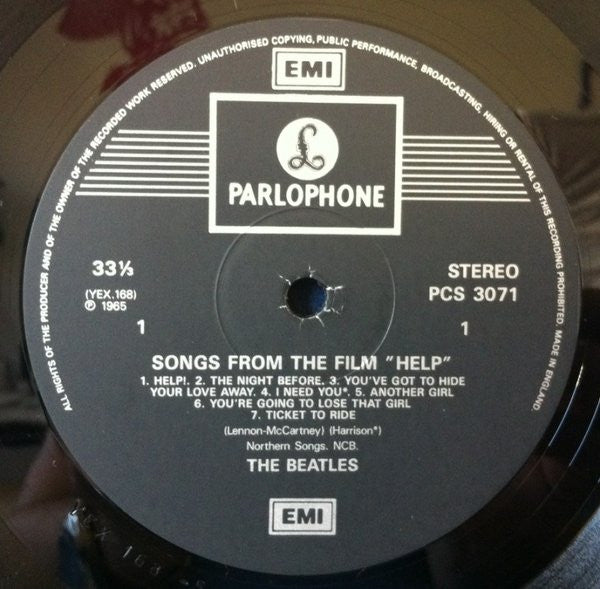 ALL RIGHTS OF THE PRODUCER AND OF THE OWNER OF THE RECORDED WORK RESERVED. UNAUTHORISED COPYING, PUBLIC PERFORMANCE, BROADCASTING, HIRING OR RENTAL OF THIS RECORDING PROHIBITED. MADE IN ENGLAND.
EMI
£
PARLOPHONE
33⅓ STEREO
(YEX.168) PCS 3071
℗ 1965
1 1
SONGS FROM THE FILM "HELP"
1. HELP!. 2. THE NIGHT BEFORE. 3. YOU'VE GOT TO HIDE
YOUR LOVE AWAY. 4. I NEED YOU*. 5. ANOTHER GIRL
6. YOU'RE GOING TO LOSE THAT GIRL
7. TICKET TO RIDE
(Lennon-McCartney) (Harrison*)
Northern Songs. NCB.
THE BEATLES
EMI
YEX 168